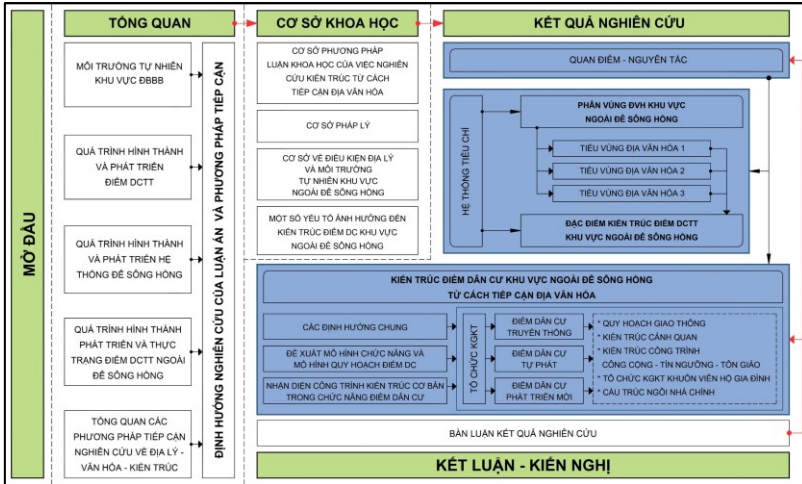 MỞ ĐẦU
TỔNG QUAN
MÔI TRƯỜNG TỰ NHIÊN
KHU VỰC ĐBBB
QUÁ TRÌNH HÌNH THÀNH
VÀ PHÁT TRIỂN
ĐIỂM DCTT
QUÁ TRÌNH HÌNH THÀNH
VÀ PHÁT TRIỂN HỆ
THỐNG ĐÊ SÔNG HỒNG
QUÁ TRÌNH HÌNH THÀNH
PHÁT TRIỂN VÀ THỰC
TRẠNG ĐIỂM DCTT NGOÀI
ĐÊ SÔNG HỒNG
TỔNG QUAN CÁC
PHƯƠNG PHÁP TIẾP CẬN
NGHIÊN CỨU VỀ ĐỊA LÝ -
VĂN HÓA - KIẾN TRÚC
ĐỊNH HƯỚNG NGHIÊN CỨU CỦA LUẬN ÁN VÀ PHƯƠNG PHÁP TIẾP CẬN
CƠ SỞ KHOA HỌC
CƠ SỞ PHƯƠNG PHÁP
LUẬN KHOA HỌC CỦA VIỆC NGHIÊN
CỨU KIẾN TRÚC TỪ CÁCH
TIẾP CẬN ĐỊA VĂN HÓA
CƠ SỞ PHÁP LÝ
CƠ SỞ VỀ ĐIỀU KIỆN ĐỊA LÝ
VÀ MÔI TRƯỜNG
TỰ NHIÊN KHU VỰC
NGOÀI ĐÊ SÔNG HỒNG
MỘT SỐ YẾU TỐ ẢNH HƯỞNG ĐẾN
KIẾN TRÚC ĐIỂM DC KHU VỰC
NGOÀI ĐÊ SÔNG HỒNG
KẾT QUẢ NGHIÊN CỨU
QUAN ĐIỂM - NGUYÊN TẮC
HỆ THỐNG TIÊU CHÍ
PHÂN VÙNG ĐVH KHU VỰC
NGOÀI ĐÊ SÔNG HỒNG
TIỂU VÙNG ĐỊA VĂN HÓA 1
TIỂU VÙNG ĐỊA VĂN HÓA 2
TIỂU VÙNG ĐỊA VĂN HÓA 3
ĐẶC ĐIỂM KIẾN TRÚC ĐIỂM DCTT
KHU VỰC NGOÀI ĐÊ SÔNG HỒNG
KIẾN TRÚC ĐIỂM DÂN CƯ KHU VỰC NGOÀI ĐÊ SÔNG HỒNG
TỪ CÁCH TIẾP CẬN ĐỊA VĂN HÓA
CÁC ĐỊNH HƯỚNG CHUNG
ĐỀ XUẤT MÔ HÌNH CHỨC NĂNG VÀ
MÔ HÌNH QUY HOẠCH ĐIỂM DC
NHẬN DIỆN CÔNG TRÌNH KIẾN TRÚC CƠ BẢN
TRONG CHỨC NĂNG ĐIỂM DÂN CƯ
TỔ CHỨC KGKT
ĐIỂM DÂN CƯ
TRUYỀN THỐNG
ĐIỂM DÂN CƯ
TỰ PHÁT
ĐIỂM DÂN CƯ
PHÁT TRIỂN MỚI
* QUY HOẠCH GIAO THÔNG
* KIẾN TRÚC CẢNH QUAN
* KIẾN TRÚC CÔNG TRÌNH
CÔNG CỘNG - TÍN NGƯỠNG - TÔN GIÁO
* TỔ CHỨC KGKT KHUÔN VIÊN HỘ GIA ĐÌNH
* CẤU TRÚC NGÔI NHÀ CHÍNH
BÀN LUẬN KẾT QUẢ NGHIÊN CỨU
KẾT LUẬN - KIẾN NGHỊ